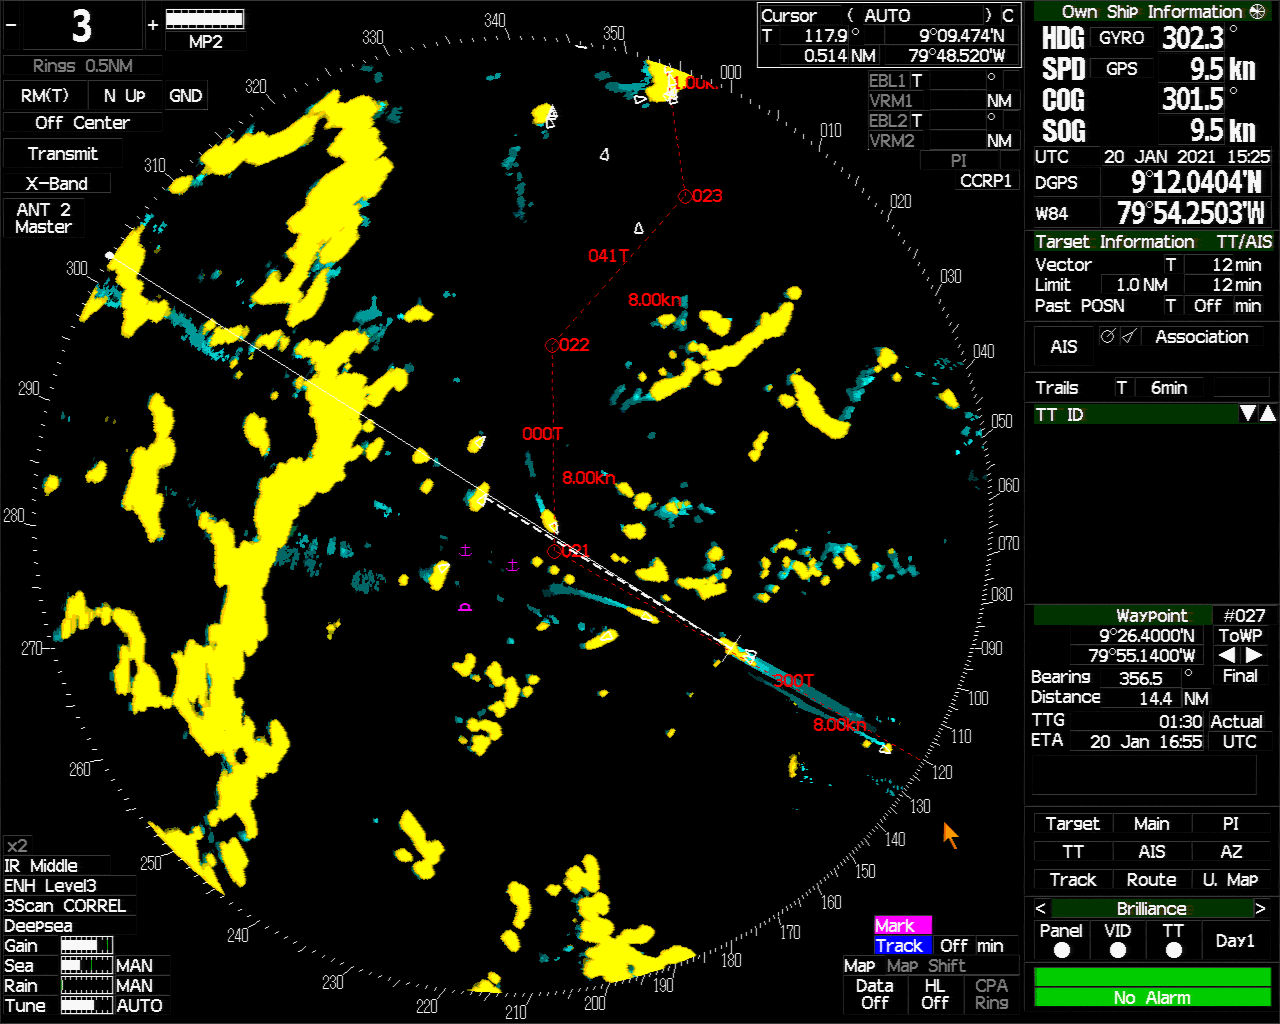 3
− +
MP2
Rings 0.5NM
RM(T) N Up GND
Off Center
Transmit
X-Band
ANT 2
Master
Cursor ( AUTO ) C
T 117.9 ° 9°09.474'N
0.514 NM 79°48.520'W
EBL1 T °
VRM1 NM
EBL2 T °
VRM2 NM
PI
CCRP1
340
350
330
000
320
010
310
020
300
030
290
040
050
280
060
070
270
080
090
100
260
110
120
130
250
140
150
240
160
170
230
180
220
210
200
190
1.00k
023
041T
8.00kn
022
000T
8.00kn
021
300T
8.00kn
x2
IR Middle
ENH Level3
3Scan CORREL
Deepsea
Gain
Sea MAN
Rain MAN
Tune AUTO
Mark
Track Off min
Map Map Shift
Data Off
HL Off
CPA Ring
Own Ship Information
HDG GYRO 302.3 °
SPD GPS 9.5 kn
COG 301.5 °
SOG 9.5 kn
UTC 20 JAN 2021 15:25
DGPS 9°12.0404'N
W84 79°54.2503'W
Target Information TT/AIS
Vector T 12 min
Limit 1.0 NM 12 min
Past POSN T Off min
AIS Association
Trails T 6min
TT ID
Waypoint #027
9°26.4000'N ToWP
79°55.1400'W
Bearing 356.5 ° Final
Distance 14.4 NM
TTG 01:30 Actual
ETA 20 Jan 16:55 UTC
Target Main PI
TT AIS AZ
Track Route U. Map
< Brilliance >
Panel VID TT Day1
No Alarm